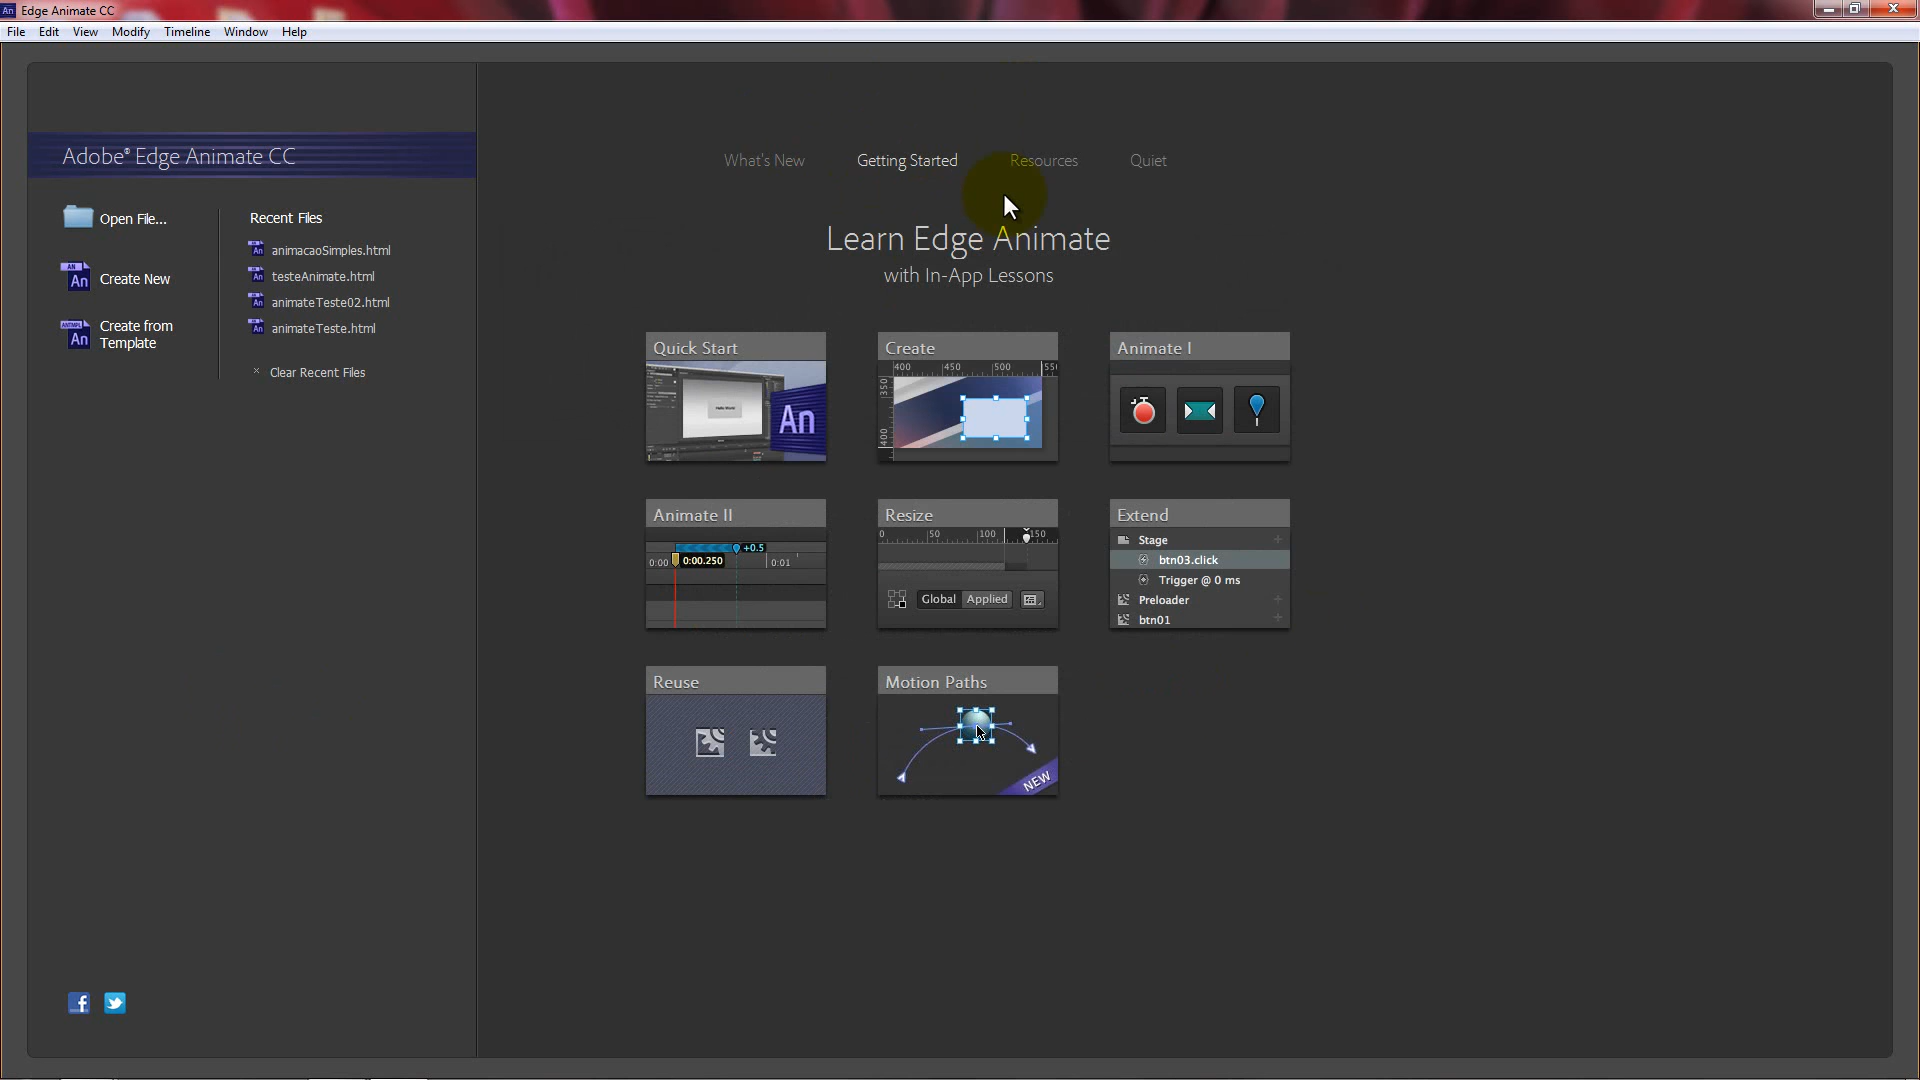 Edge Animate CC
File Edit View Modify Timeline Window Help
Adobe® Edge Animate CC
Open File...
Create New
Create from
Template
Recent Files
animacaoSimples.html
testeAnimate.html
animateTeste02.html
animateTeste.html
× Clear Recent Files
What's New Getting Started Resources Quiet
Learn Edge Animate
with In-App Lessons
Quick Start
An
Create
400 450 500 550
350
400
Animate I
Animate II
+0.5
0:00 0:00.250 0:01
Resize
0 50 100 150
Global Applied
Extend
Stage
btn03.click
Trigger @ 0 ms
Preloader
btn01
Reuse
Motion Paths
NEW